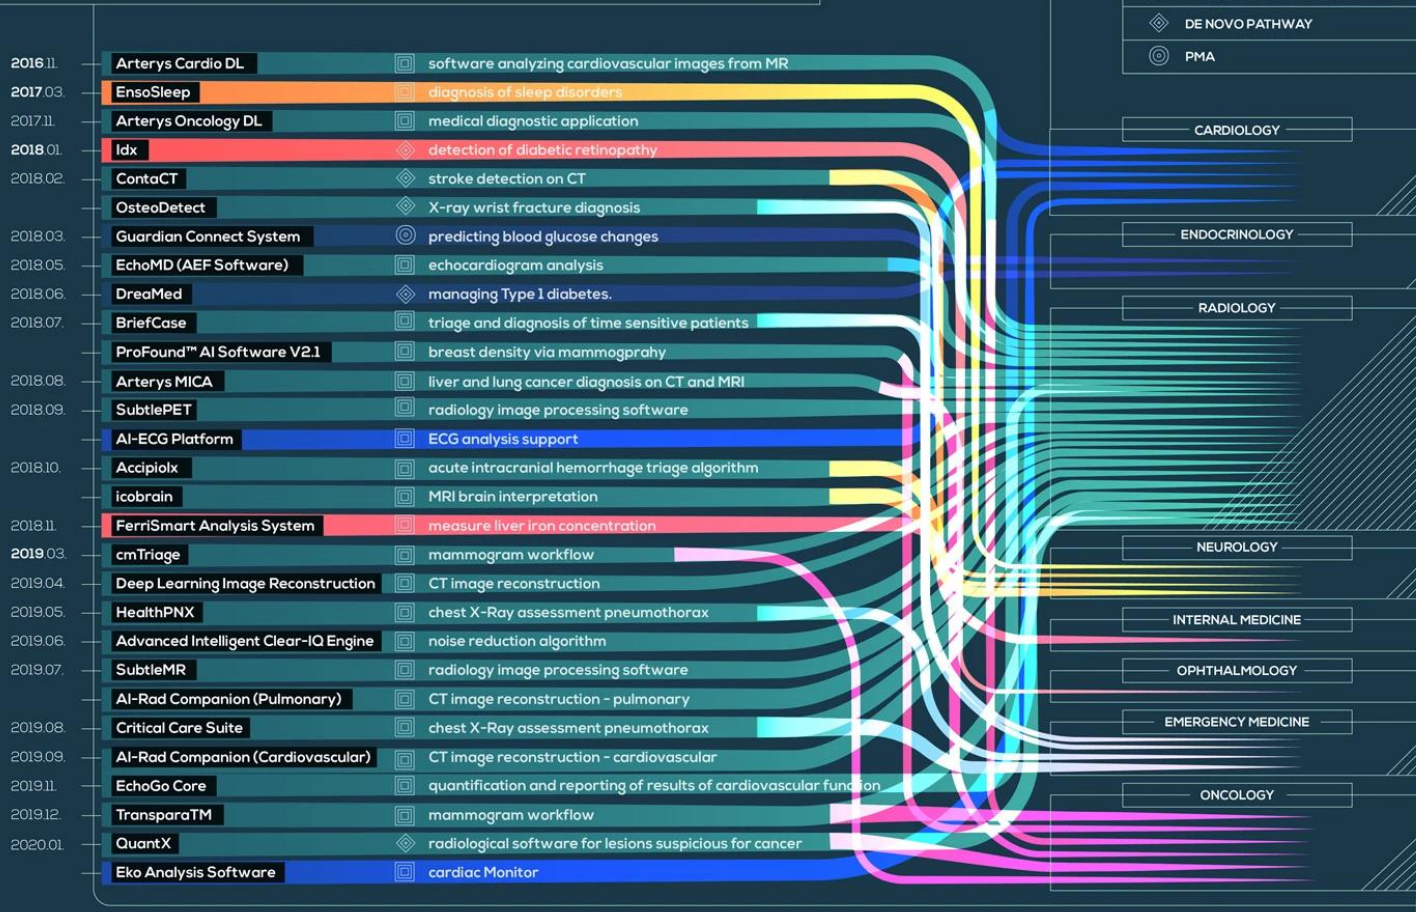 DE NOVO PATHWAY
PMA
2016.11. Arterys Cardio DL software analyzing cardiovascular images from MR
2017.03. EnsoSleep diagnosis of sleep disorders
2017.11. Arterys Oncology DL medical diagnostic application
2018.01. Idx detection of diabetic retinopathy
2018.02. ContaCT stroke detection on CT
OsteoDetect X-ray wrist fracture diagnosis
2018.03. Guardian Connect System predicting blood glucose changes
2018.05. EchoMD (AEF Software) echocardiogram analysis
2018.06. DreaMed managing Type 1 diabetes.
2018.07. BriefCase triage and diagnosis of time sensitive patients
ProFound™ AI Software V2.1 breast density via mammogprahy
2018.08. Arterys MICA liver and lung cancer diagnosis on CT and MRI
2018.09. SubtlePET radiology image processing software
AI-ECG Platform ECG analysis support
2018.10. Accipiolx acute intracranial hemorrhage triage algorithm
icobrain MRI brain interpretation
2018.11. FerriSmart Analysis System measure liver iron concentration
2019.03. cmTriage mammogram workflow
2019.04. Deep Learning Image Reconstruction CT image reconstruction
2019.05. HealthPNX chest X-Ray assessment pneumothorax
2019.06. Advanced Intelligent Clear-IQ Engine noise reduction algorithm
2019.07. SubtleMR radiology image processing software
AI-Rad Companion (Pulmonary) CT image reconstruction - pulmonary
2019.08. Critical Care Suite chest X-Ray assessment pneumothorax
2019.09. AI-Rad Companion (Cardiovascular) CT image reconstruction - cardiovascular
2019.11. EchoGo Core quantification and reporting of results of cardiovascular function
2019.12. TransparaTM mammogram workflow
2020.01. QuantX radiological software for lesions suspicious for cancer
Eko Analysis Software cardiac Monitor
CARDIOLOGY
ENDOCRINOLOGY
RADIOLOGY
NEUROLOGY
INTERNAL MEDICINE
OPHTHALMOLOGY
EMERGENCY MEDICINE
ONCOLOGY